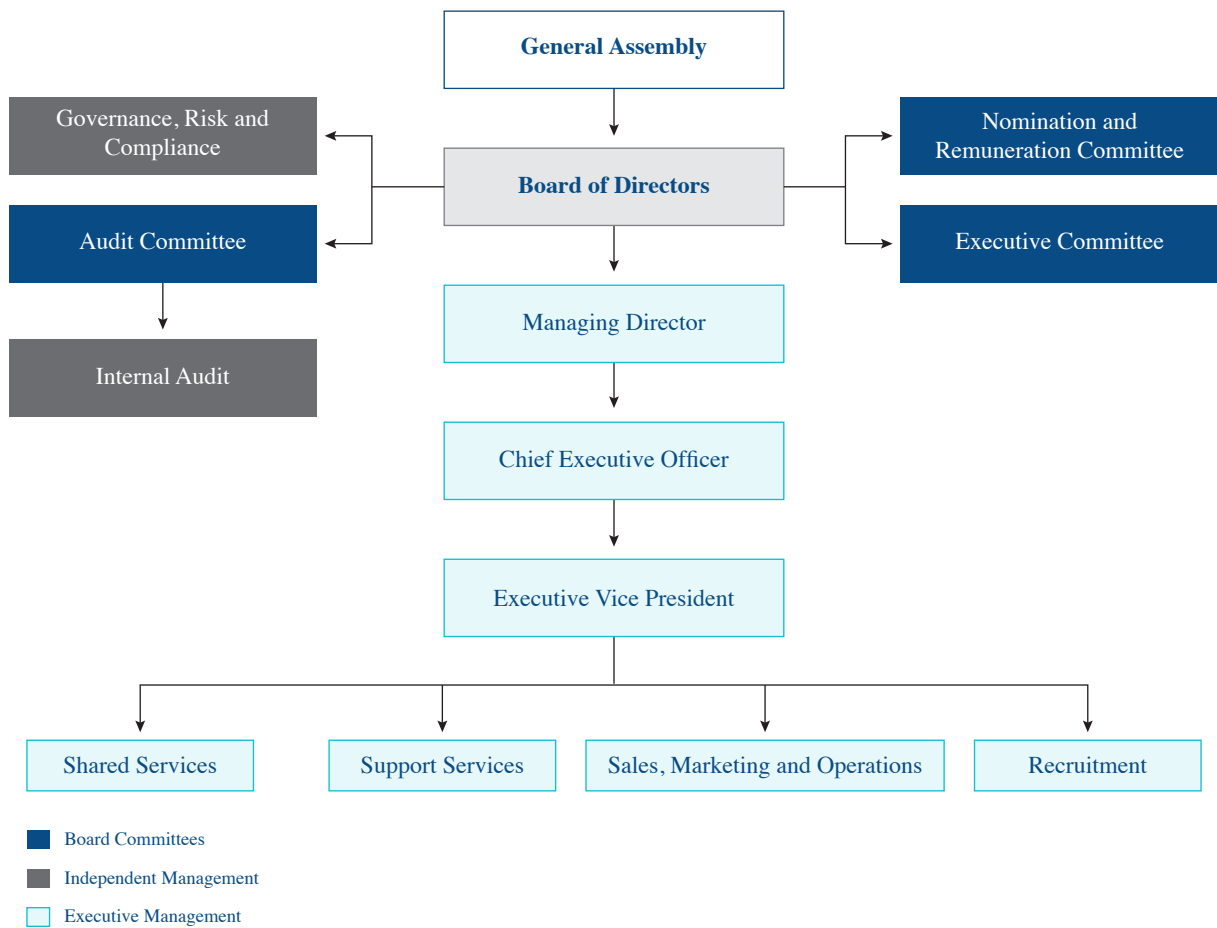 General Assembly
Governance, Risk and
Compliance
Nomination and
Remuneration Committee
Board of Directors
Audit Committee
Executive Committee
Managing Director
Internal Audit
Chief Executive Officer
Executive Vice President
Shared Services
Support Services
Sales, Marketing and Operations
Recruitment
Board Committees
Independent Management
Executive Management